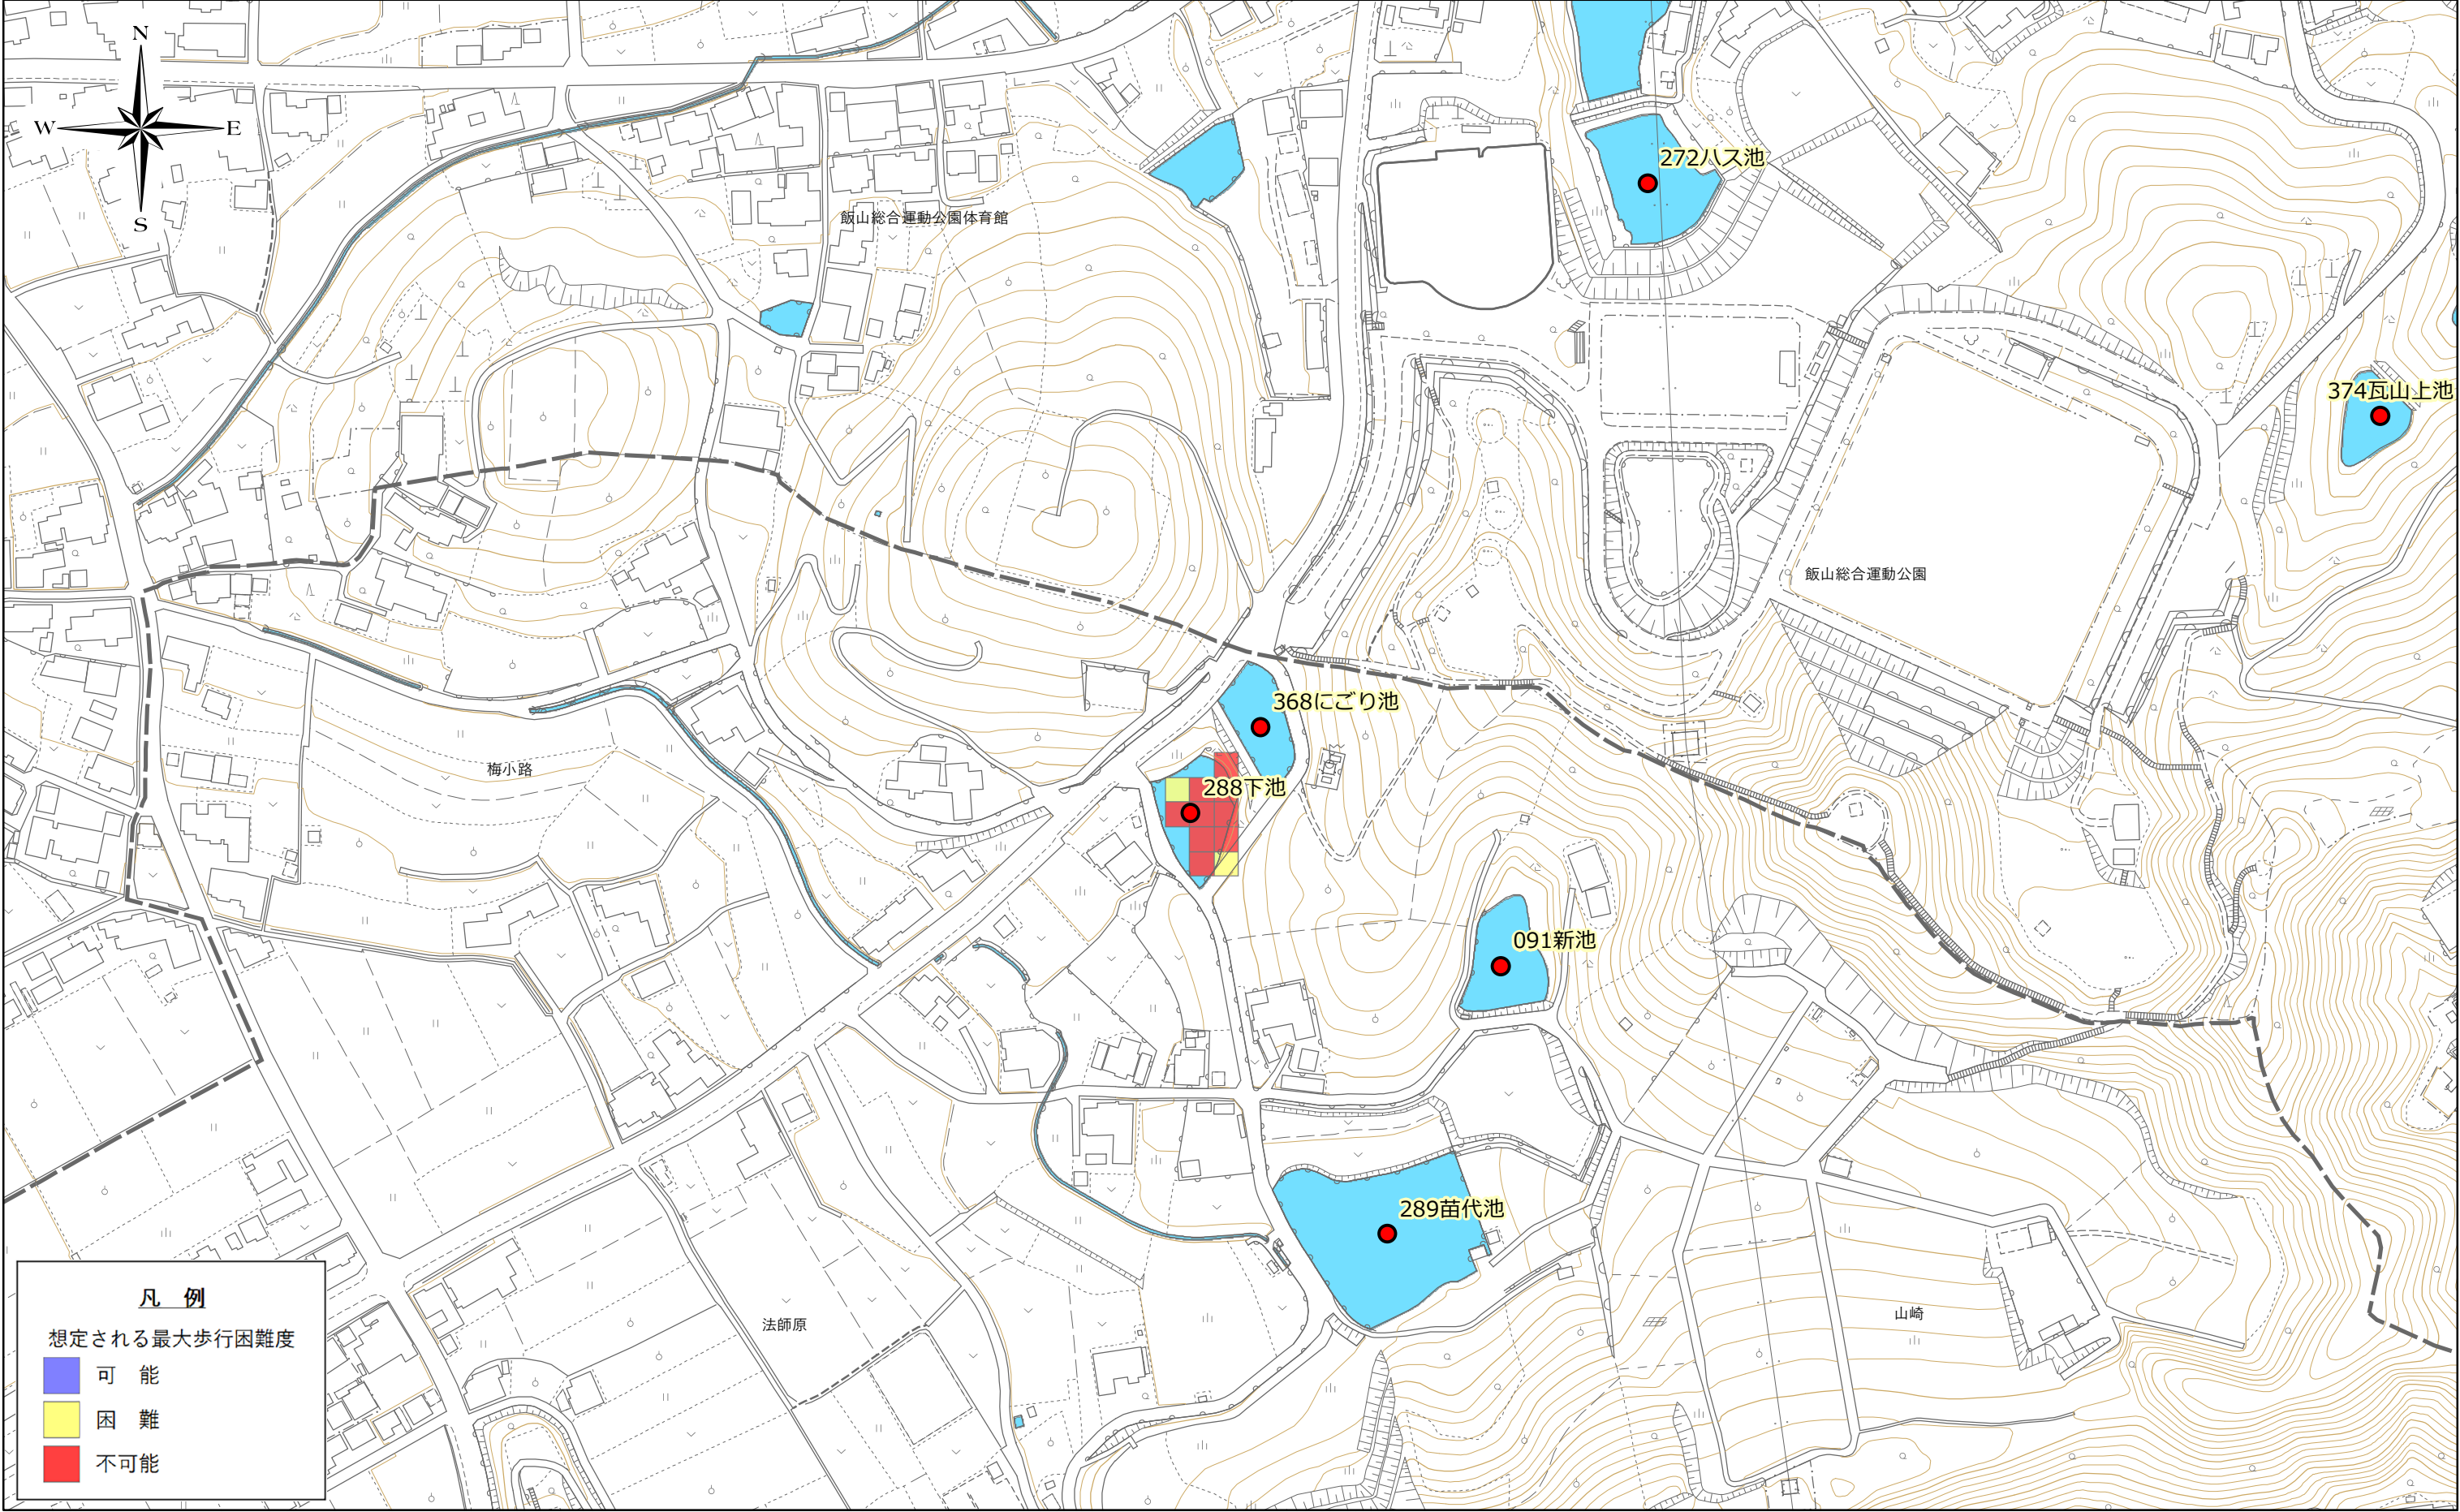 N
W
E
S
272ハス池
飯山総合運動公園体育館
374瓦山上池
飯山総合運動公園
368にごり池
梅小路
288下池
091新池
289苗代池
山崎
法師原
凡 例
想定される最大歩行困難度
可 能
困 難
不可能